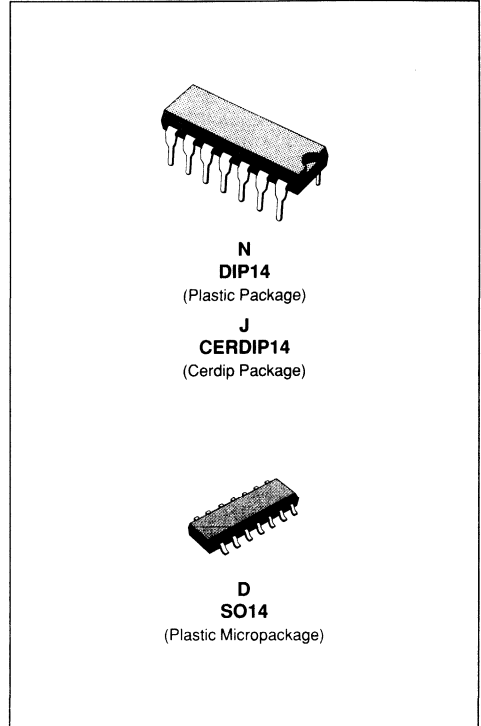 N
DIP14
(Plastic Package)
J
CERDIP14
(Cerdip Package)
D
SO14
(Plastic Micropackage)